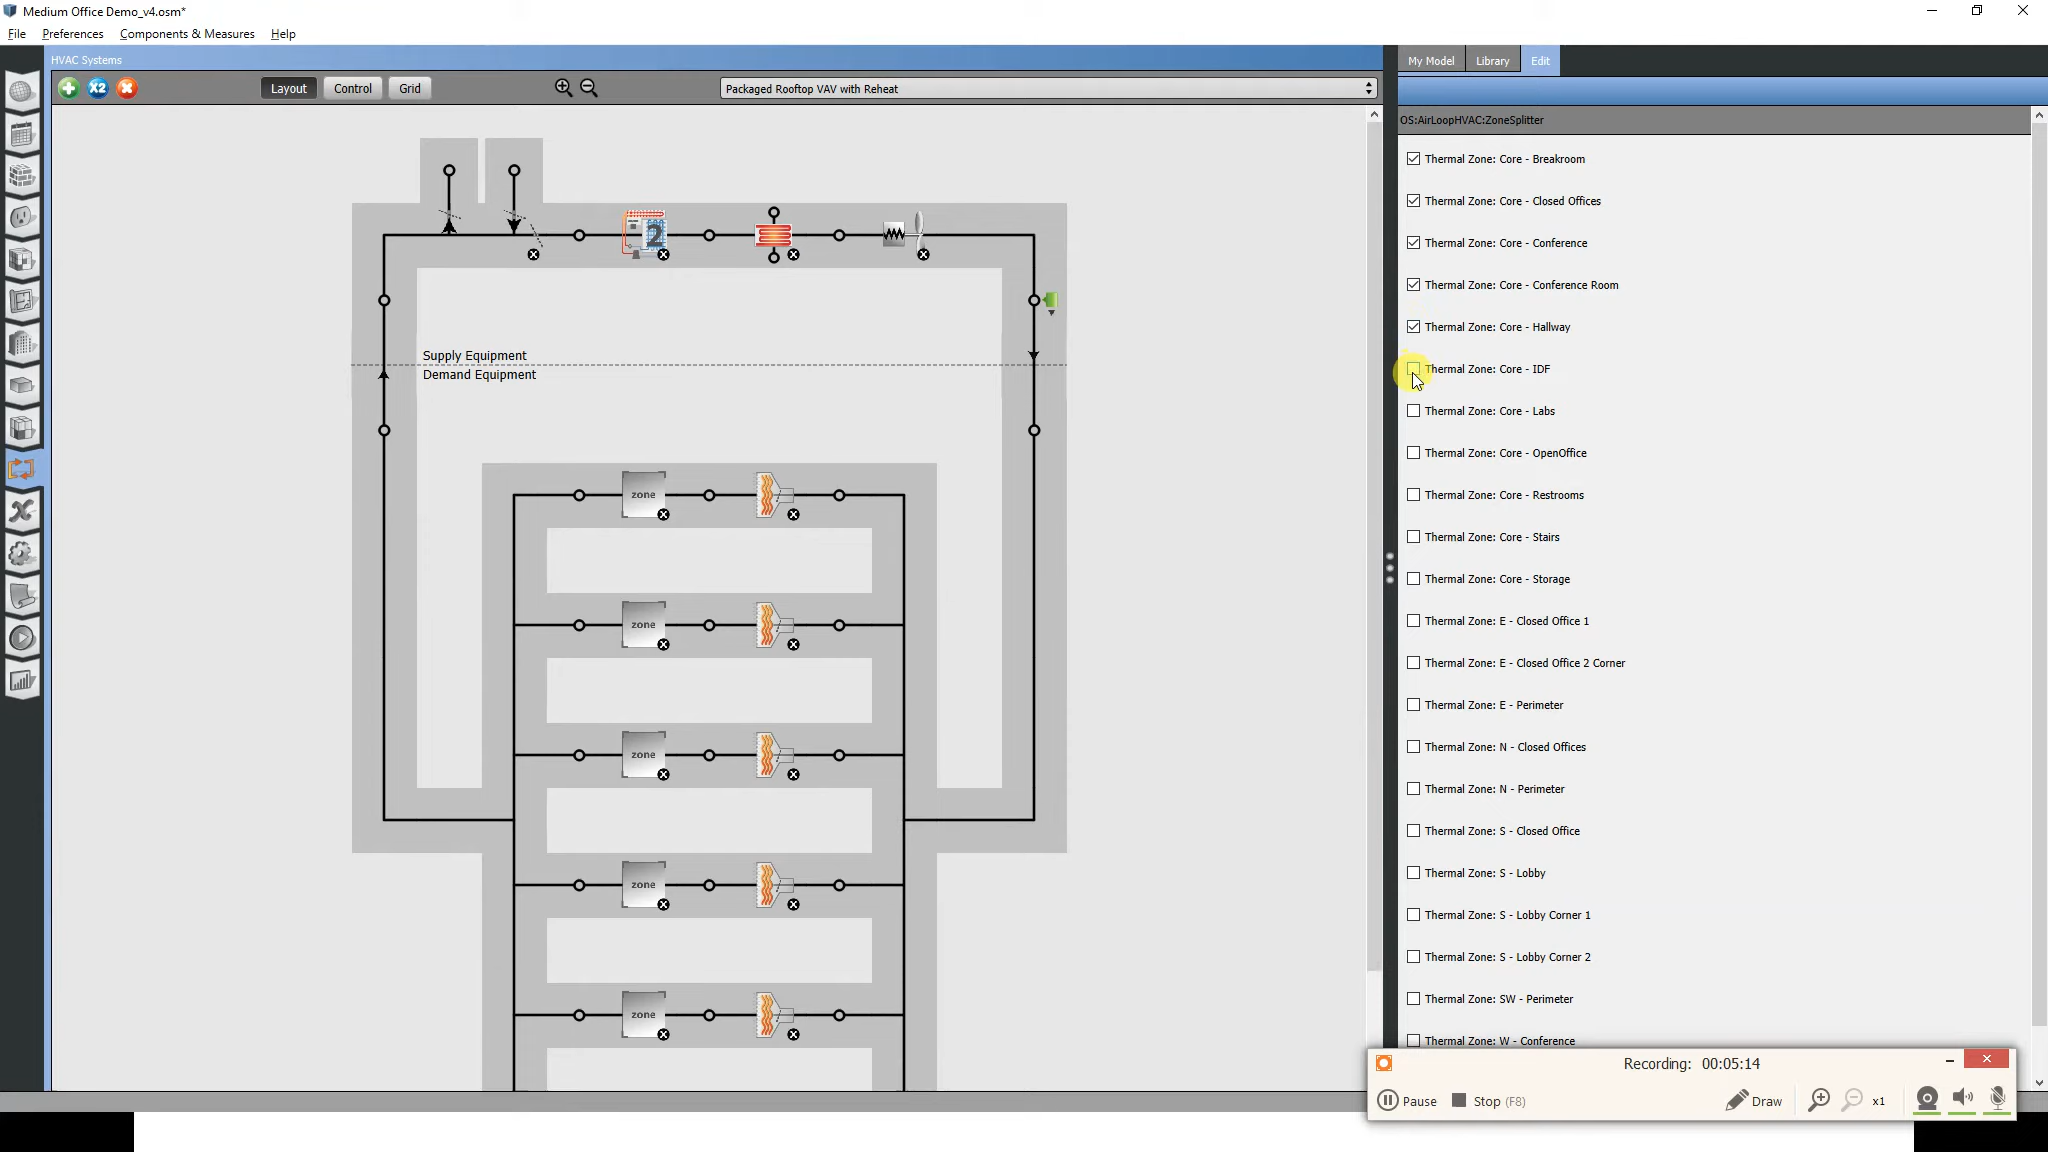 Medium Office Demo_v4.osm*
File Preferences Components & Measures Help
HVAC Systems
Layout Control Grid
Packaged Rooftop VAV with Reheat
My Model Library Edit
OS:AirLoopHVAC:ZoneSplitter
X2
2
Supply Equipment
Demand Equipment
zone
zone
zone
zone
zone
Thermal Zone: Core - Breakroom
Thermal Zone: Core - Closed Offices
Thermal Zone: Core - Conference
Thermal Zone: Core - Conference Room
Thermal Zone: Core - Hallway
Thermal Zone: Core - IDF
Thermal Zone: Core - Labs
Thermal Zone: Core - OpenOffice
Thermal Zone: Core - Restrooms
Thermal Zone: Core - Stairs
Thermal Zone: Core - Storage
Thermal Zone: E - Closed Office 1
Thermal Zone: E - Closed Office 2 Corner
Thermal Zone: E - Perimeter
Thermal Zone: N - Closed Offices
Thermal Zone: N - Perimeter
Thermal Zone: S - Closed Office
Thermal Zone: S - Lobby
Thermal Zone: S - Lobby Corner 1
Thermal Zone: S - Lobby Corner 2
Thermal Zone: SW - Perimeter
Thermal Zone: W - Conference
Recording: 00:05:14
Pause Stop (F8) Draw x1